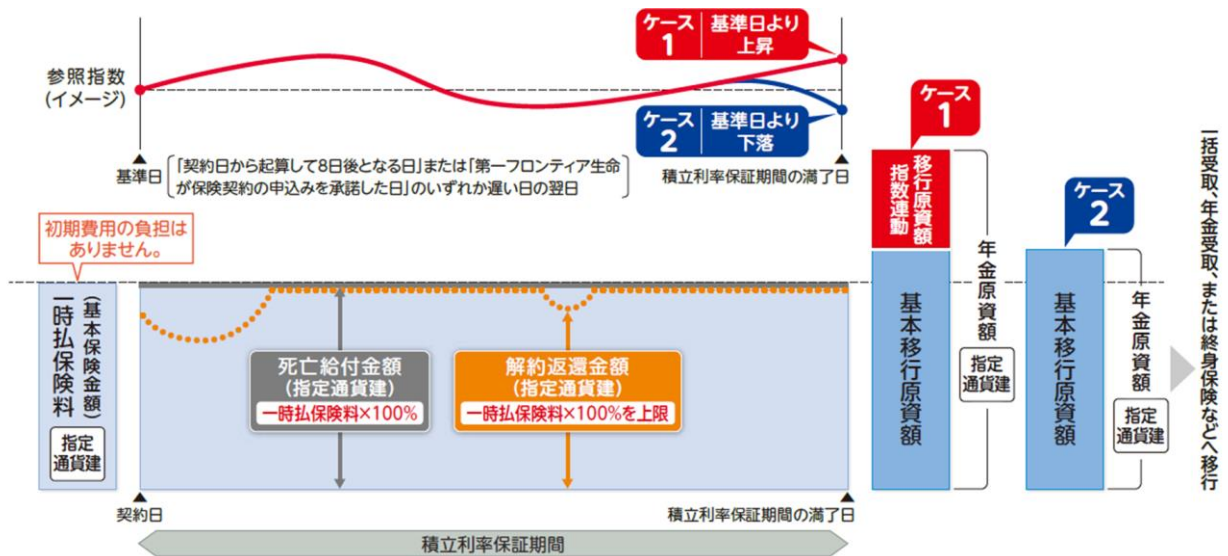 ケース1 基準日より上昇
参照指数
(イメージ)
ケース2 基準日より下落
基準日
「契約日から起算して8日後となる日」または「第一フロンティア生命
が保険契約の申込みを承諾した日」のいずれか遅い日の翌日
積立利率保証期間の満了日
初期費用の負担は
ありません。
一時払保険料
(基本保険金額)
指定
通貨建
死亡給付金額
(指定通貨建)
一時払保険料×100%
解約返還金額
(指定通貨建)
一時払保険料×100%を上限
契約日
積立利率保証期間の満了日
積立利率保証期間
ケース1
指数連動
移行原資額
基本移行原資額
年金原資額
指定
通貨建
ケース2
基本移行原資額
年金原資額
指定
通貨建
一括受取、年金受取、または終身保険などへ移行